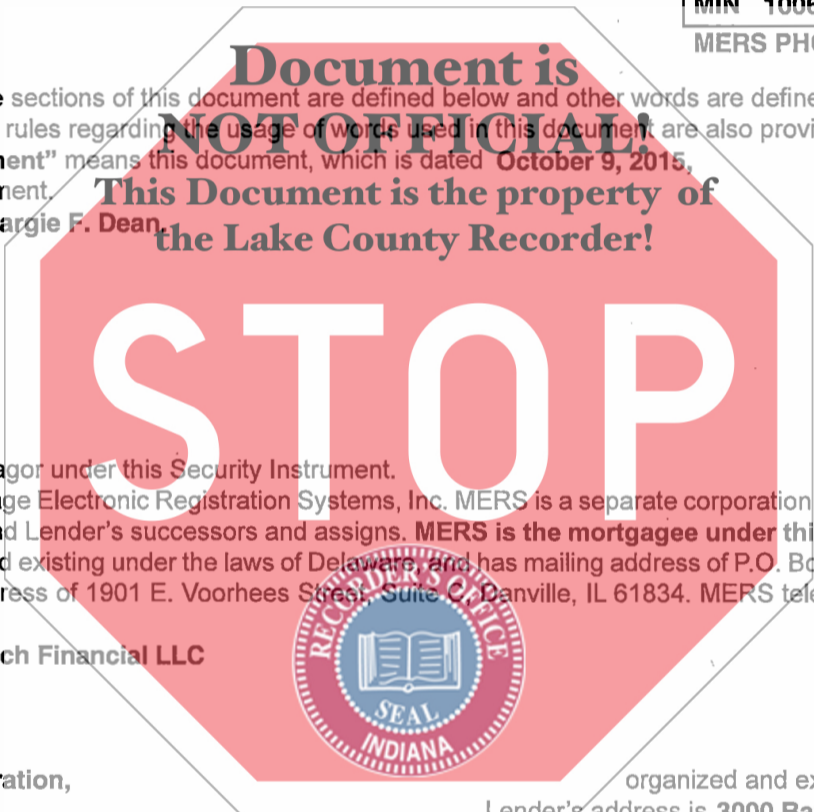 MIN 1006
MERS PHO
Document is
e sections of this document are defined below and other words are define
NOT OFFICIAL!
rules regarding the usage of words used in this document are also provi
ent” means this document, which is dated October 9, 2015,
ment.
This Document is the property of
argie F. Dean,
the Lake County Recorder!
STOP
agor under this Security Instrument.
ge Electronic Registration Systems, Inc. MERS is a separate corporation
d Lender's successors and assigns. MERS is the mortgagee under thi
d existing under the laws of Delaware, and has mailing address of P.O. Bo
ress of 1901 E. Voorhees Street, Suite C, Danville, IL 61834. MERS tele
RECORDER'S OFFICE
ch Financial LLC
SEAL
INDIANA
ation,
organized and ex
Lender's address is 3000 Ba